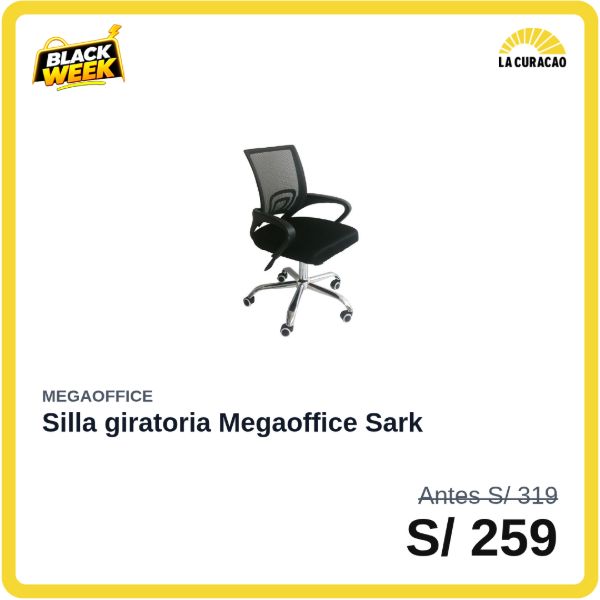 BLACK
WEEK
LA CURACAO
MEGAOFFICE
Silla giratoria Megaoffice Sark
Antes S/ 319
S/ 259